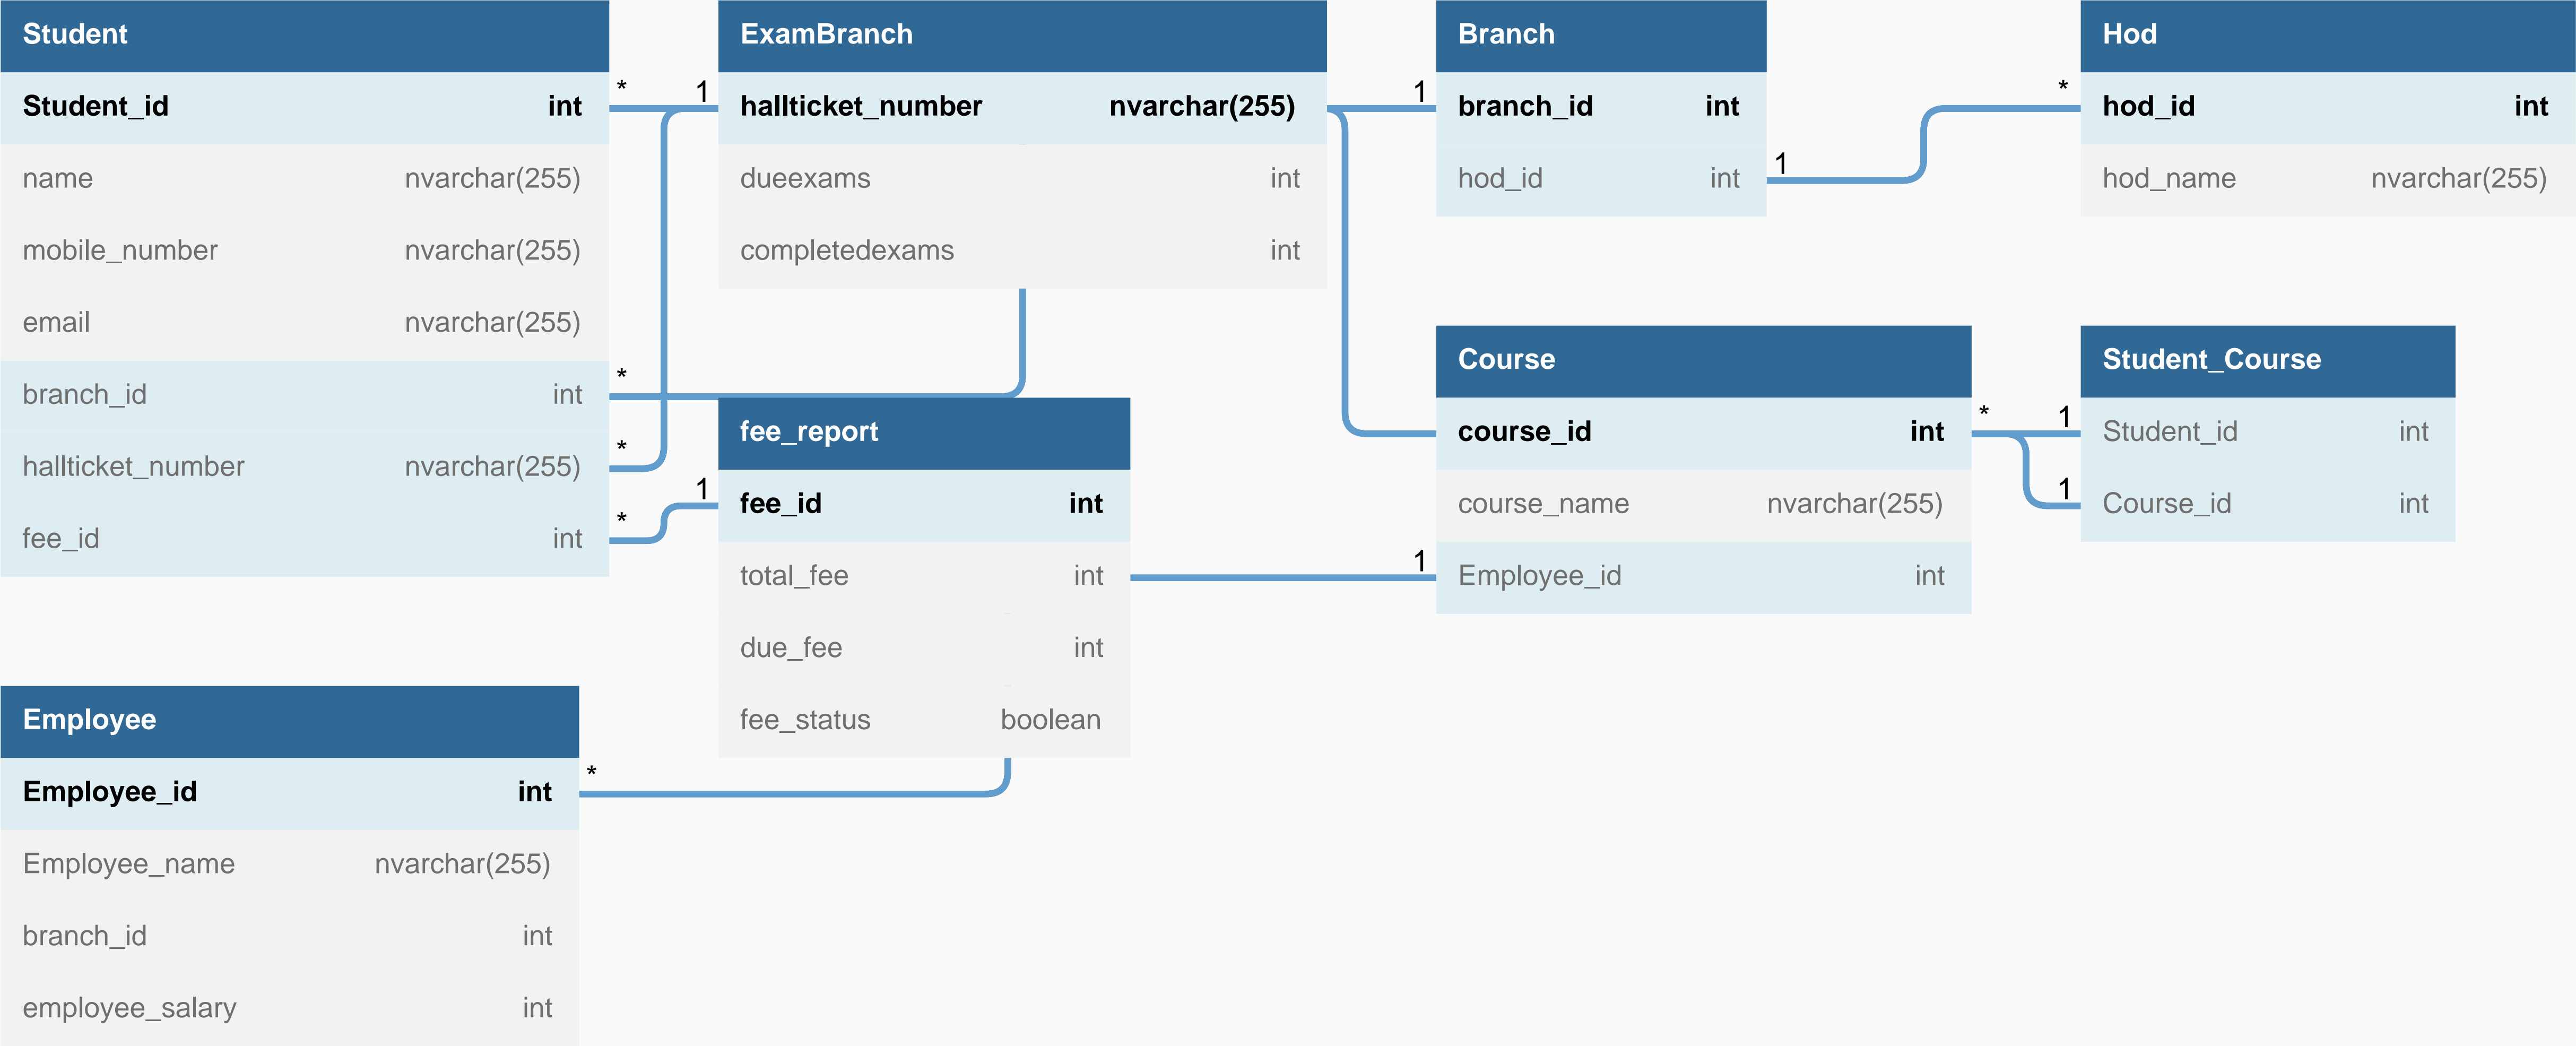 Student
Student_id int
name nvarchar(255)
mobile_number nvarchar(255)
email nvarchar(255)
branch_id int
hallticket_number nvarchar(255)
fee_id int
* 1
*
*
*
ExamBranch
hallticket_number nvarchar(255)
dueexams int
completedexams int
1
Branch
branch_id int
hod_id int
1
*
Hod
hod_id int
hod_name nvarchar(255)
1
fee_report
fee_id int
total_fee int
due_fee int
fee_status boolean
Course
course_id int
course_name nvarchar(255)
1
Employee_id int
* 1
1
Student_Course
Student_id int
Course_id int
Employee
Employee_id int
*
Employee_name nvarchar(255)
branch_id int
employee_salary int